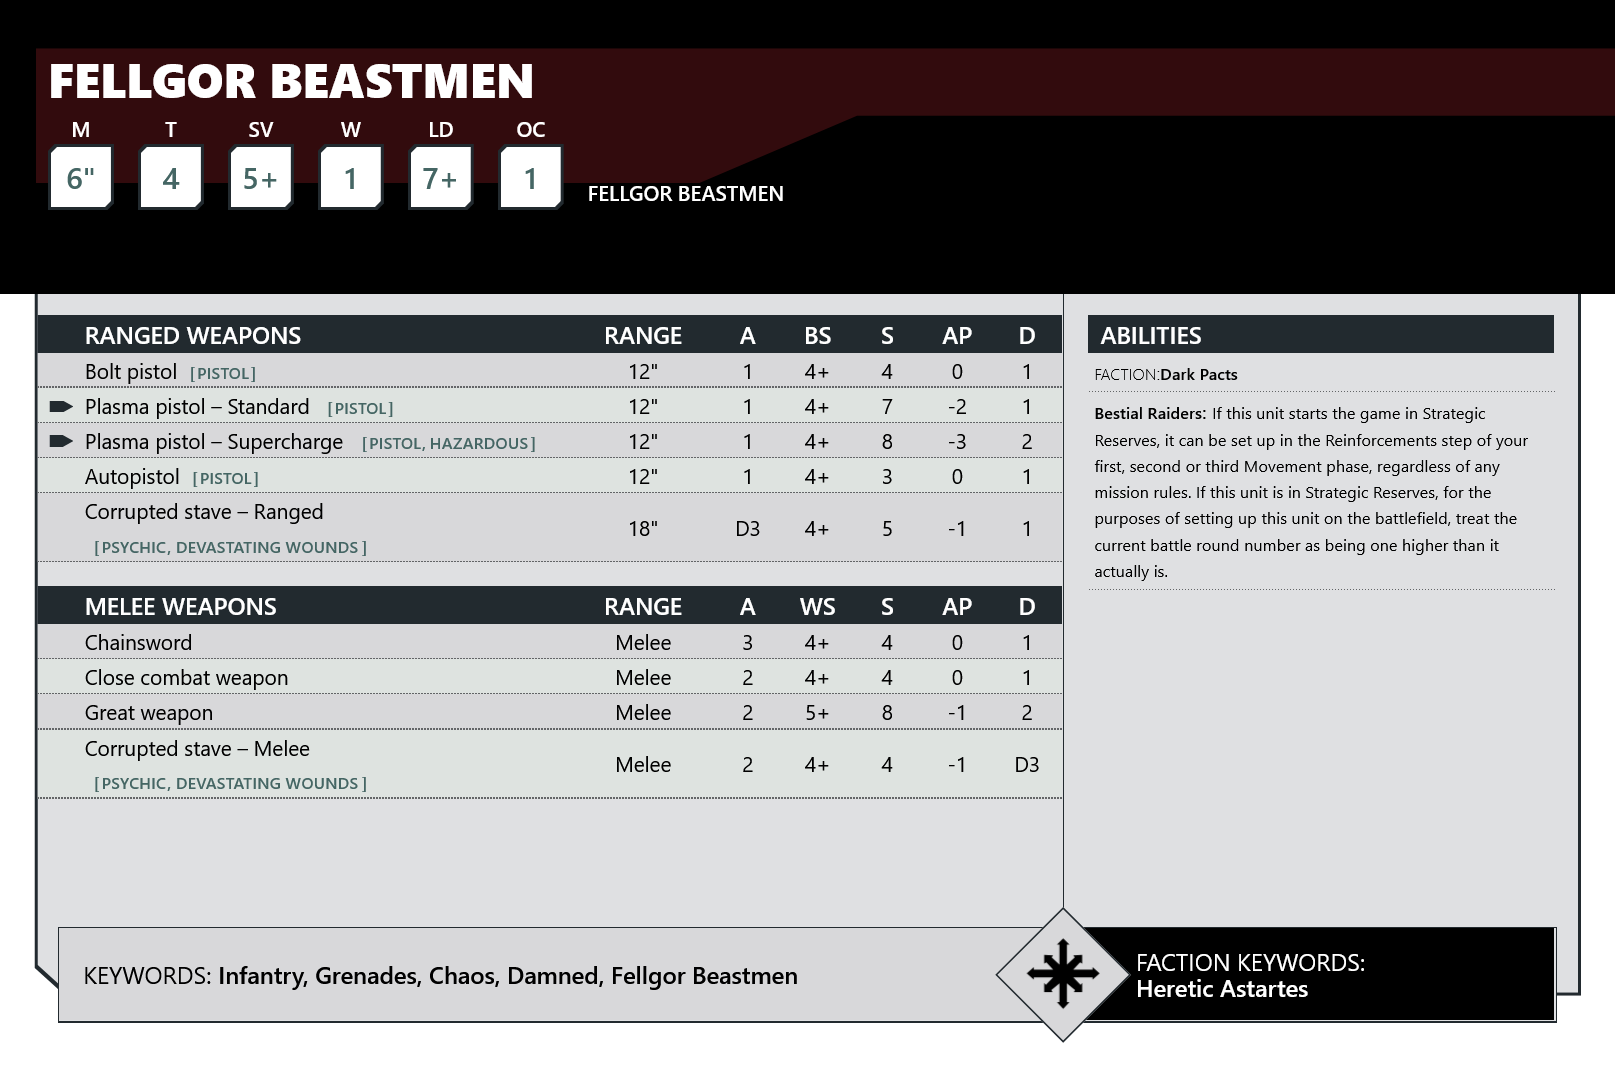 FELLGOR BEASTMEN
M T SV W LD OC
6" 4 5+ 1 7+ 1
FELLGOR BEASTMEN
RANGED WEAPONS RANGE A BS S AP D
Bolt pistol [PISTOL] 12" 1 4+ 4 0 1
Plasma pistol – Standard [PISTOL] 12" 1 4+ 7 -2 1
Plasma pistol – Supercharge [PISTOL, HAZARDOUS] 12" 1 4+ 8 -3 2
Autopistol [PISTOL] 12" 1 4+ 3 0 1
Corrupted stave – Ranged
[PSYCHIC, DEVASTATING WOUNDS] 18" D3 4+ 5 -1 1
MELEE WEAPONS RANGE A WS S AP D
Chainsword Melee 3 4+ 4 0 1
Close combat weapon Melee 2 4+ 4 0 1
Great weapon Melee 2 5+ 8 -1 2
Corrupted stave – Melee
[PSYCHIC, DEVASTATING WOUNDS] Melee 2 4+ 4 -1 D3
ABILITIES
FACTION:Dark Pacts
Bestial Raiders: If this unit starts the game in Strategic
Reserves, it can be set up in the Reinforcements step of your
first, second or third Movement phase, regardless of any
mission rules. If this unit is in Strategic Reserves, for the
purposes of setting up this unit on the battlefield, treat the
current battle round number as being one higher than it
actually is.
KEYWORDS: Infantry, Grenades, Chaos, Damned, Fellgor Beastmen
FACTION KEYWORDS:
Heretic Astartes